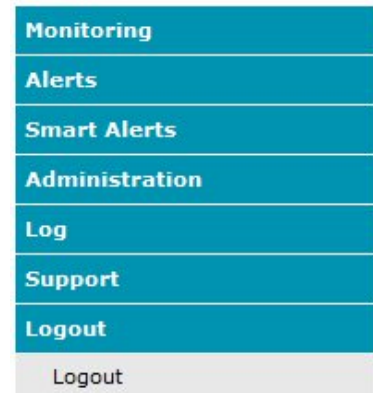 Monitoring
Alerts
Smart Alerts
Administration
Log
Support
Logout
Logout